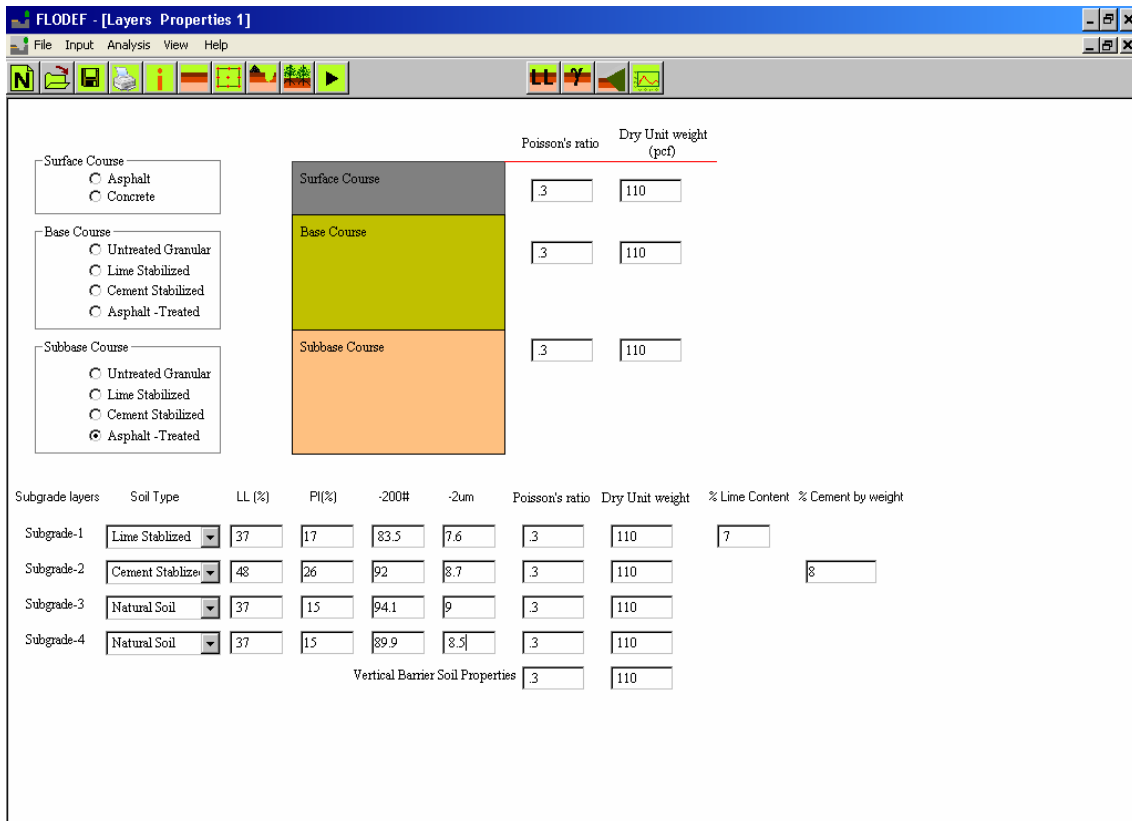 FLODEF - [Layers Properties 1]
File Input Analysis View Help
N i LL γ
Poisson's ratio Dry Unit weight (pcf)
Surface Course
Asphalt
Concrete
Surface Course .3 110
Base Course
Untreated Granular
Lime Stabilized
Cement Stabilized
Asphalt -Treated
Base Course .3 110
Subbase Course
Untreated Granular
Lime Stabilized
Cement Stabilized
Asphalt -Treated
Subbase Course .3 110
Subgrade layers Soil Type LL (%) PI(%) -200# -2um Poisson's ratio Dry Unit weight % Lime Content % Cement by weight
Subgrade-1 Lime Stablized 37 17 83.5 7.6 .3 110 7
Subgrade-2 Cement Stablize 48 26 92 8.7 .3 110 8
Subgrade-3 Natural Soil 37 15 94.1 9 .3 110
Subgrade-4 Natural Soil 37 15 89.9 8.5 .3 110
Vertical Barrier Soil Properties .3 110